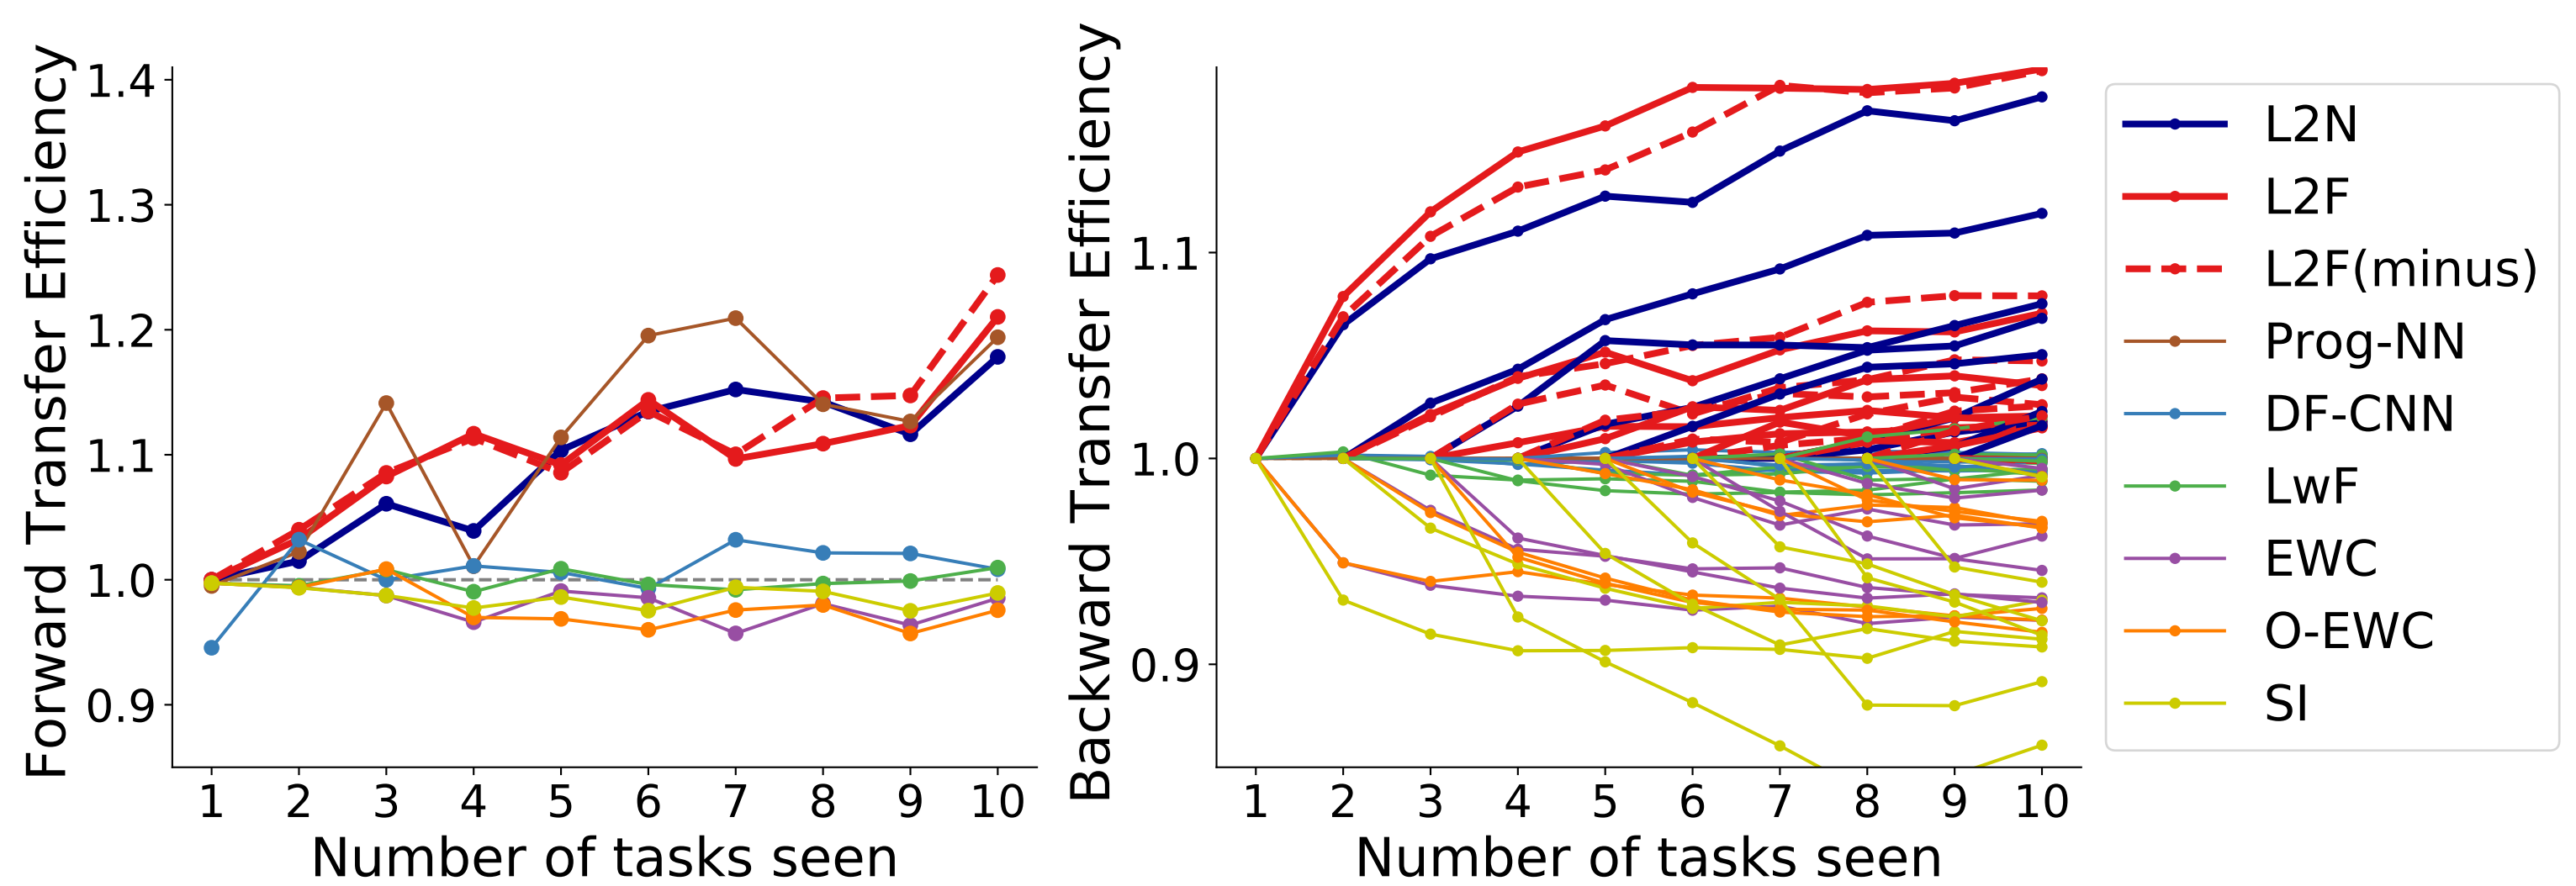 Forward Transfer Efficiency
1.4
1.3
1.2
1.1
1.0
0.9
1 2 3 4 5 6 7 8 9 10
Number of tasks seen
Backward Transfer Efficiency
1.1
1.0
0.9
1 2 3 4 5 6 7 8 9 10
Number of tasks seen
L2N
L2F
L2F(minus)
Prog-NN
DF-CNN
LwF
EWC
O-EWC
SI